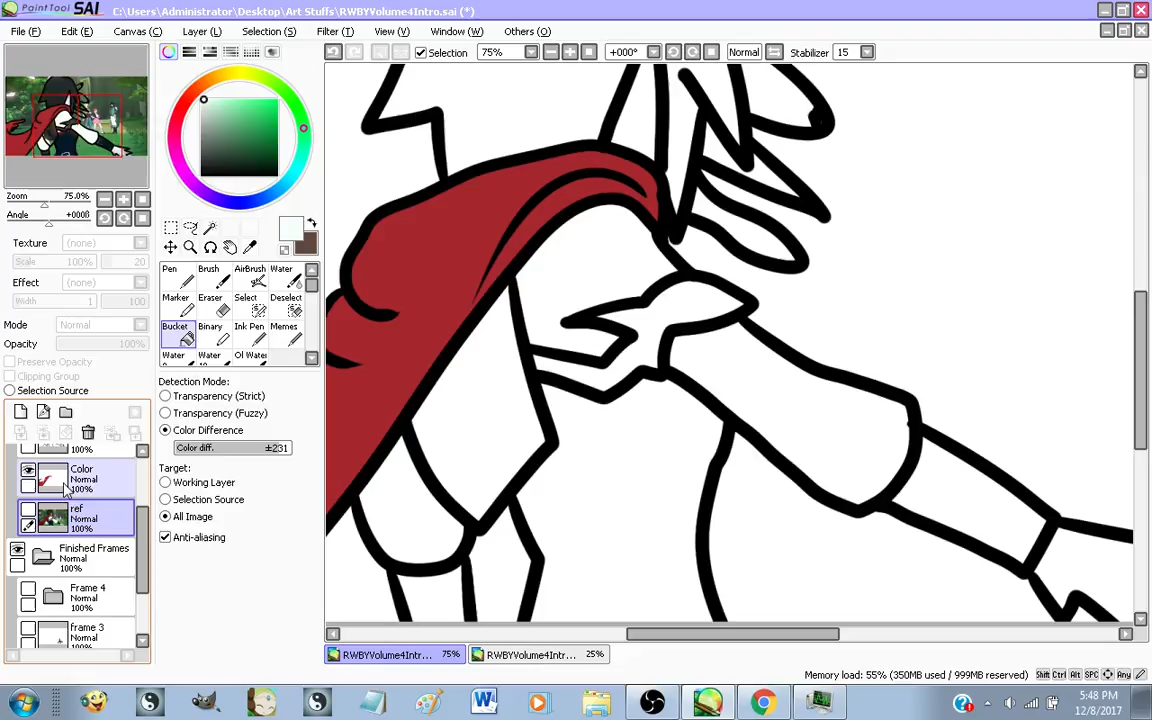 PaintTool SAI C:\Users\Administrator\Desktop\Art Stuffs\RWBYVolume4Intro.sai (*)
File (F) Edit (E) Canvas (C) Layer (L) Selection (S) Filter (T) View (V) Window (W) Others (O)
Selection 75% +000° Normal Stabilizer 15
Zoom 75.0%
Angle +000ß
Texture (none)
Scale 100% 20
Effect (none)
Width 1 100
Mode Normal
Opacity 100%
Preserve Opacity
Clipping Group
Selection Source
100%
Color
Normal
100%
ref
Normal
100%
Finished Frames
Normal
100%
Frame 4
Normal
100%
frame 3
Normal
100%
Pen Brush AirBrush Water
Marker Eraser Select Deselect
Bucket Binary Ink Pen Memes
Water Water Ol Wate
Detection Mode:
Transparency (Strict)
Transparency (Fuzzy)
Color Difference
Color diff. ±231
Target:
Working Layer
Selection Source
All Image
Anti-aliasing
RWBYVolume4Intr... 75% RWBYVolume4Intr... 25%
Memory load: 55% (350MB used / 999MB reserved) Shift Ctrl Alt SPC Any
5:48 PM
12/8/2017